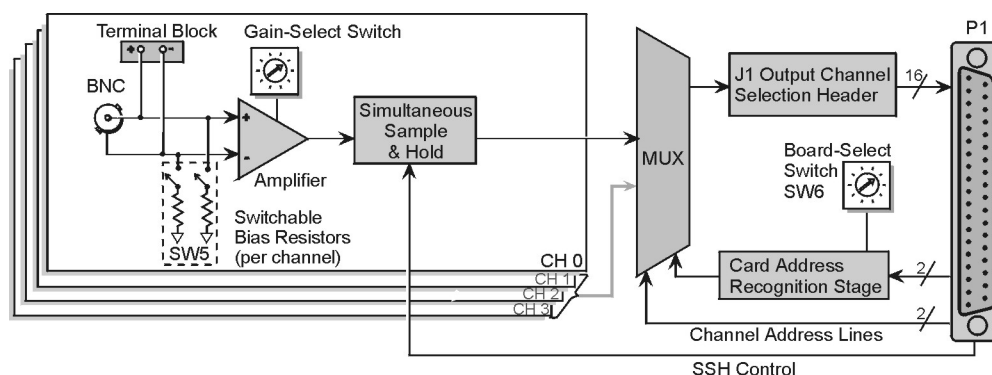 Terminal Block
+ -
BNC
Gain-Select Switch
+
-
Amplifier
Simultaneous
Sample
& Hold
SW5
Switchable
Bias Resistors
(per channel)
CH 0
CH 1
CH 2
CH 3
MUX
J1 Output Channel
Selection Header
16
P1
Board-Select
Switch
SW6
Card Address
Recognition Stage
2
2
Channel Address Lines
SSH Control